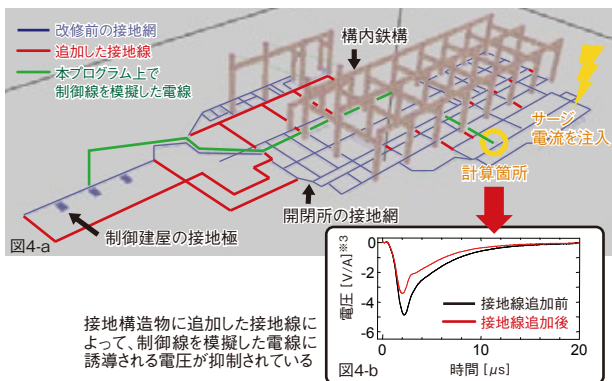 改修前の接地網
追加した接地線
本プログラム上で
制御線を模擬した電線
構内鉄構
サージ
電流を注入
計算箇所
開閉所の接地網
制御建屋の接地極
図4-a
接地構造物に追加した接地線に
よって、制御線を模擬した電線に
誘導される電圧が抑制されている
電圧 [V/A]※3
0
-2
-4
-6
接地線追加前
接地線追加後
0
10
20
図4-b
時間 [μs]